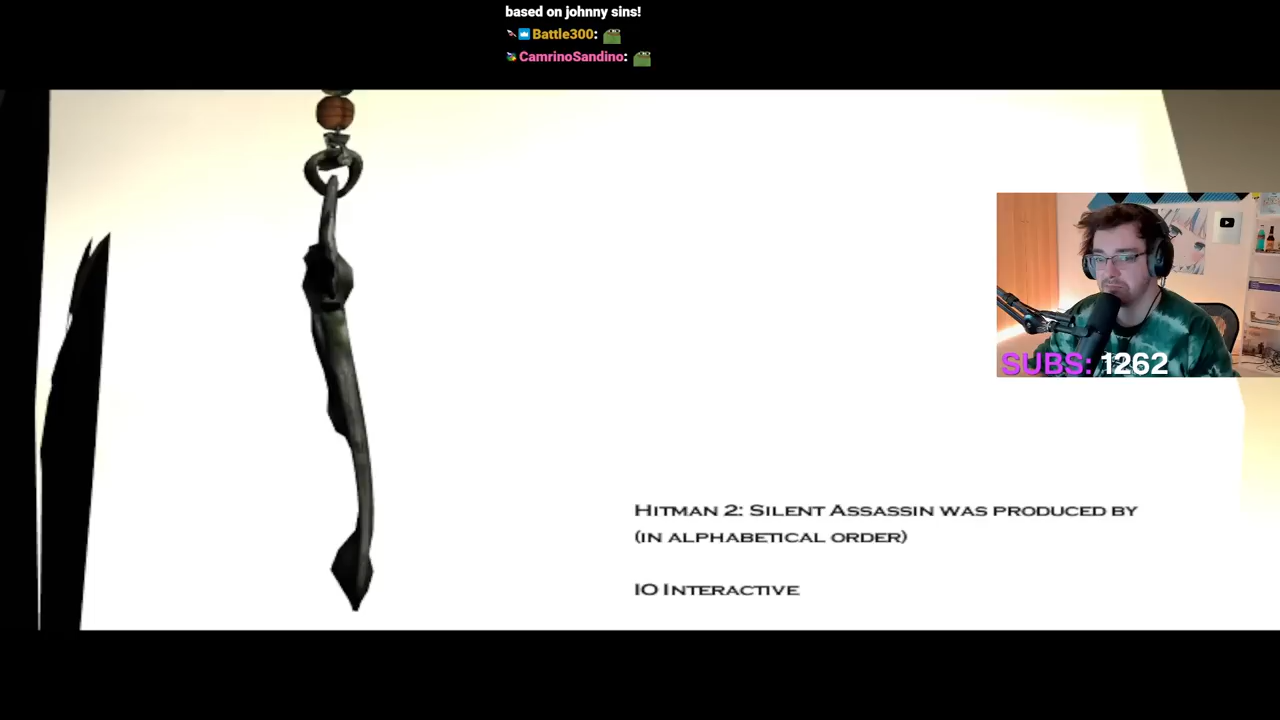 based on johnny sins!
Battle300:
CamrinoSandino:
SUBS: 1262
Hitman 2: Silent Assassin was produced by
(in alphabetical order)
IO Interactive